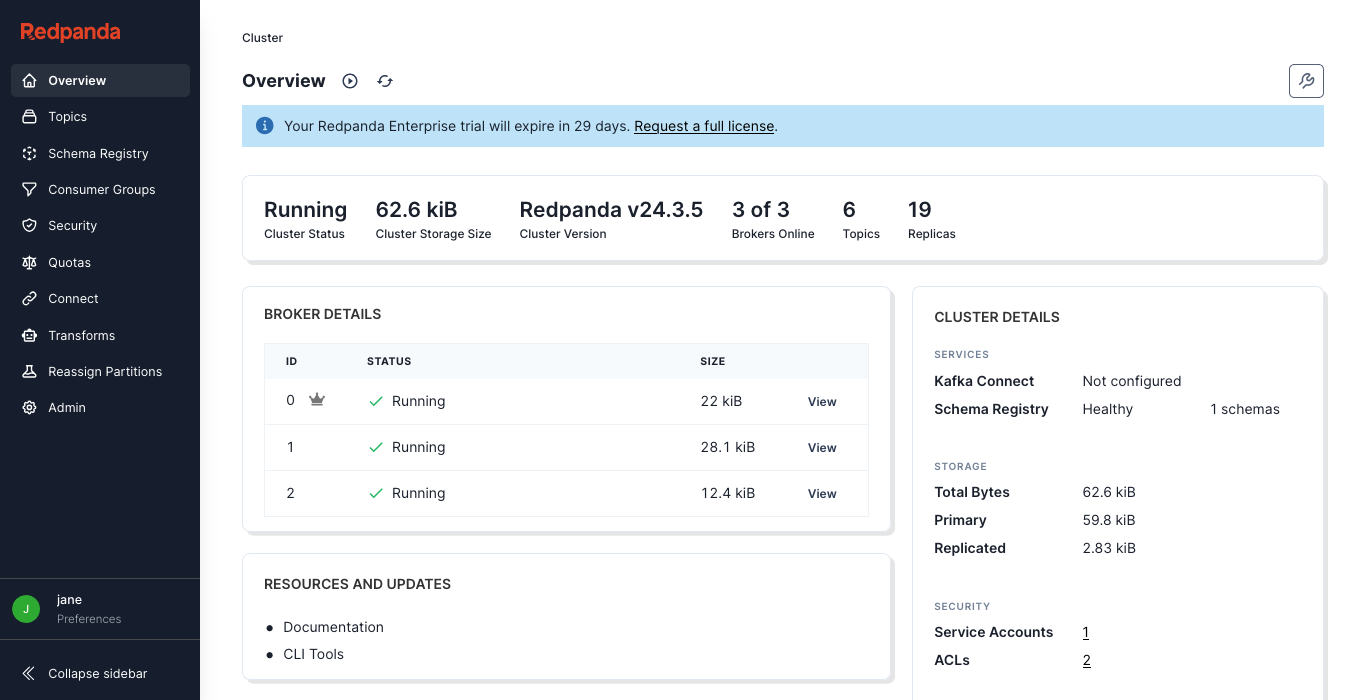 Redpanda
Overview
Topics
Schema Registry
Consumer Groups
Security
Quotas
Connect
Transforms
Reassign Partitions
Admin
J
jane
Preferences
Collapse sidebar
Cluster
Overview
Your Redpanda Enterprise trial will expire in 29 days. Request a full license.
Running 62.6 kiB Redpanda v24.3.5 3 of 3 6 19
Cluster Status Cluster Storage Size Cluster Version Brokers Online Topics Replicas
BROKER DETAILS
ID STATUS SIZE
0 Running 22 kiB View
1 Running 28.1 kiB View
2 Running 12.4 kiB View
RESOURCES AND UPDATES
Documentation
CLI Tools
CLUSTER DETAILS
SERVICES
Kafka Connect Not configured
Schema Registry Healthy 1 schemas
STORAGE
Total Bytes 62.6 kiB
Primary 59.8 kiB
Replicated 2.83 kiB
SECURITY
Service Accounts 1
ACLs 2